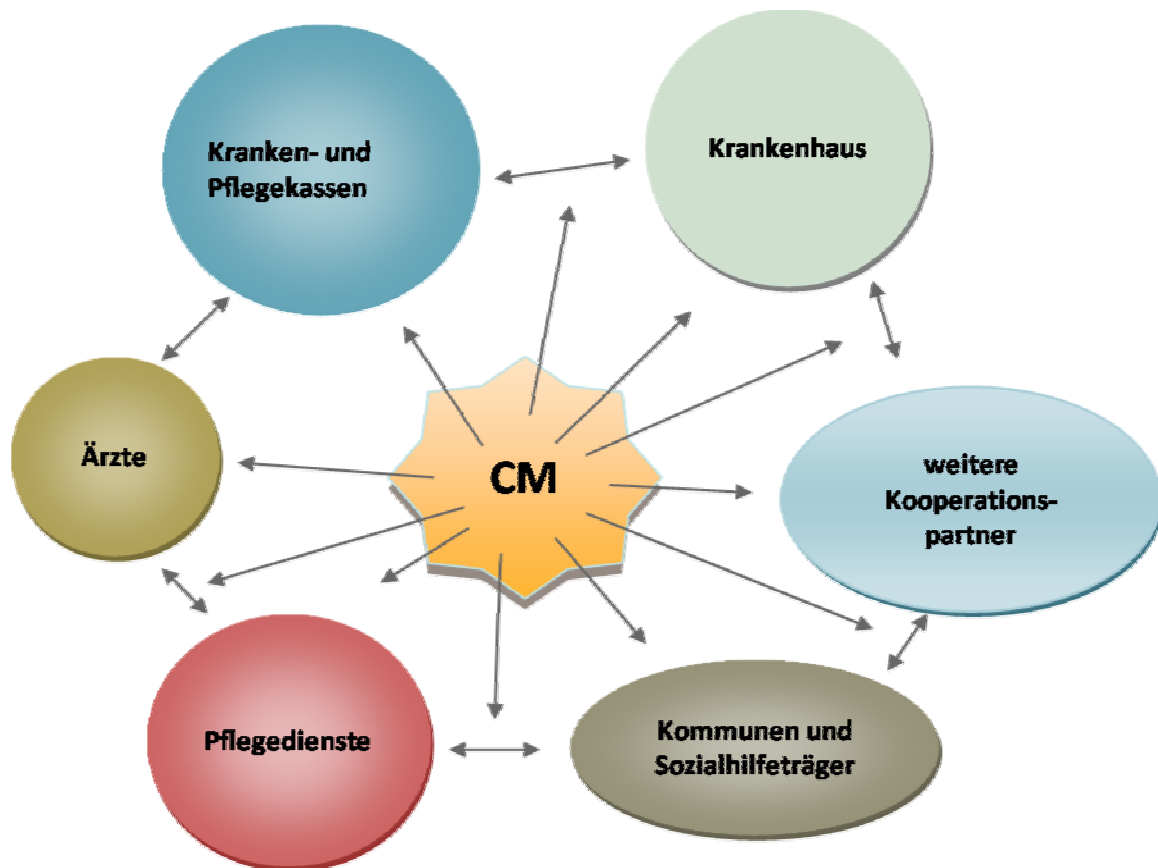 Kranken- und
Pflegekassen
Krankenhaus
Ärzte
CM
weitere
Kooperations-
partner
Pflegedienste
Kommunen und
Sozialhilfeträger